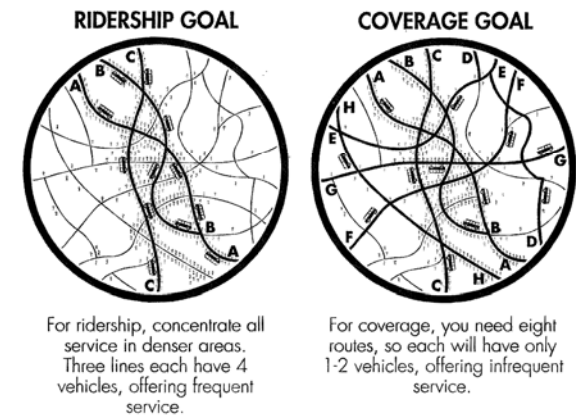 RIDERSHIP GOAL
A
B
C
B
A
C
For ridership, concentrate all
service in denser areas.
Three lines each have 4
vehicles, offering frequent
service.
COVERAGE GOAL
A
B
C
D
E
F
H
E
G
G
F
B
D
A
H
C
For coverage, you need eight
routes, so each will have only
1-2 vehicles, offering infrequent
service.